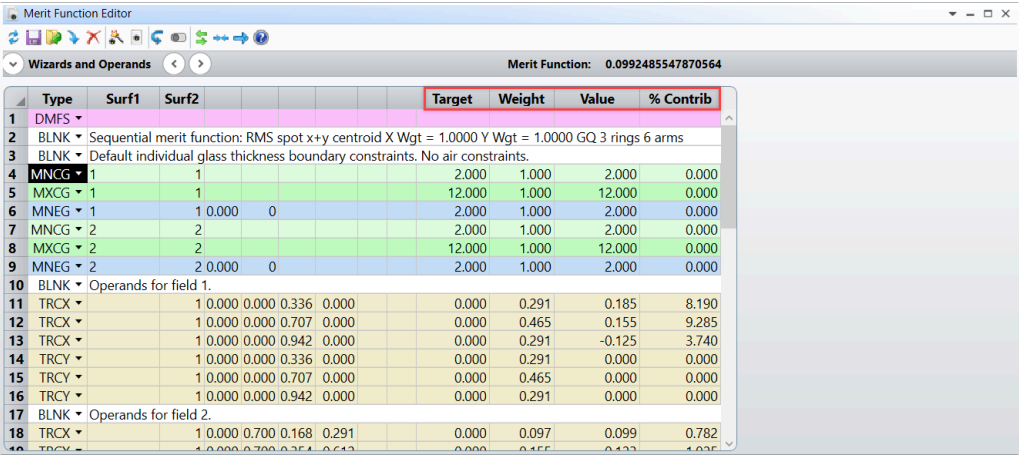 Merit Function Editor
Wizards and Operands Merit Function: 0.0992485547870564
Type Surf1 Surf2 Target Weight Value % Contrib
1 DMFS
2 BLNK Sequential merit function: RMS spot x+y centroid X Wgt = 1.0000 Y Wgt = 1.0000 GQ 3 rings 6 arms
3 BLNK Default individual glass thickness boundary constraints. No air constraints.
4 MNCG 1 1 2.000 1.000 2.000 0.000
5 MXCG 1 1 12.000 1.000 12.000 0.000
6 MNEG 1 1 0.000 0 2.000 1.000 2.000 0.000
7 MNCG 2 2 2.000 1.000 2.000 0.000
8 MXCG 2 2 12.000 1.000 12.000 0.000
9 MNEG 2 2 0.000 0 2.000 1.000 2.000 0.000
10 BLNK Operands for field 1.
11 TRCX 1 0.000 0.000 0.336 0.000 0.000 0.291 0.185 8.190
12 TRCX 1 0.000 0.000 0.707 0.000 0.000 0.465 0.155 9.285
13 TRCX 1 0.000 0.000 0.942 0.000 0.000 0.291 -0.125 3.740
14 TRCY 1 0.000 0.000 0.336 0.000 0.000 0.291 0.000 0.000
15 TRCY 1 0.000 0.000 0.707 0.000 0.000 0.465 0.000 0.000
16 TRCY 1 0.000 0.000 0.942 0.000 0.000 0.291 0.000 0.000
17 BLNK Operands for field 2.
18 TRCX 1 0.000 0.700 0.168 0.291 0.000 0.097 0.099 0.782